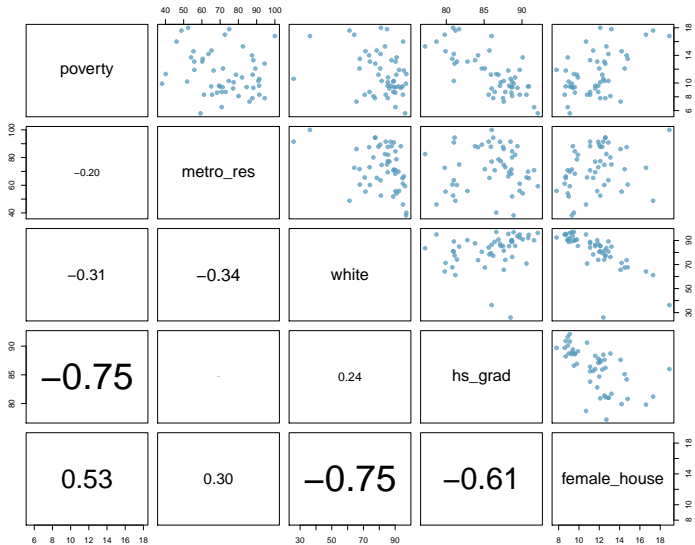 40 50 60 70 80 90 100
80 85 90
poverty
6 8 10 12 14 16 18
40 60 80 100
−0.20
metro_res
−0.31
−0.34
white
30 50 70 90
80 85 90
−0.75
0.24
hs_grad
0.53
0.30
−0.75
−0.61
female_house
8 10 14 18
6 8 10 12 14 16 18
30 50 70 90
8 10 12 14 16 18